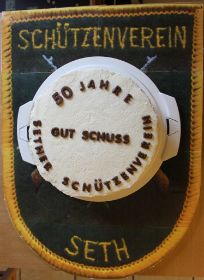 SCHÜTZENVEREIN
50 JAHRE
GUT SCHUSS
SETHER SCHÜTZENVEREIN
SETH